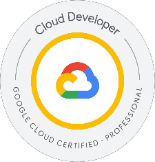 Cloud Developer
GOOGLE CLOUD CERTIFIED • PROFESSIONAL